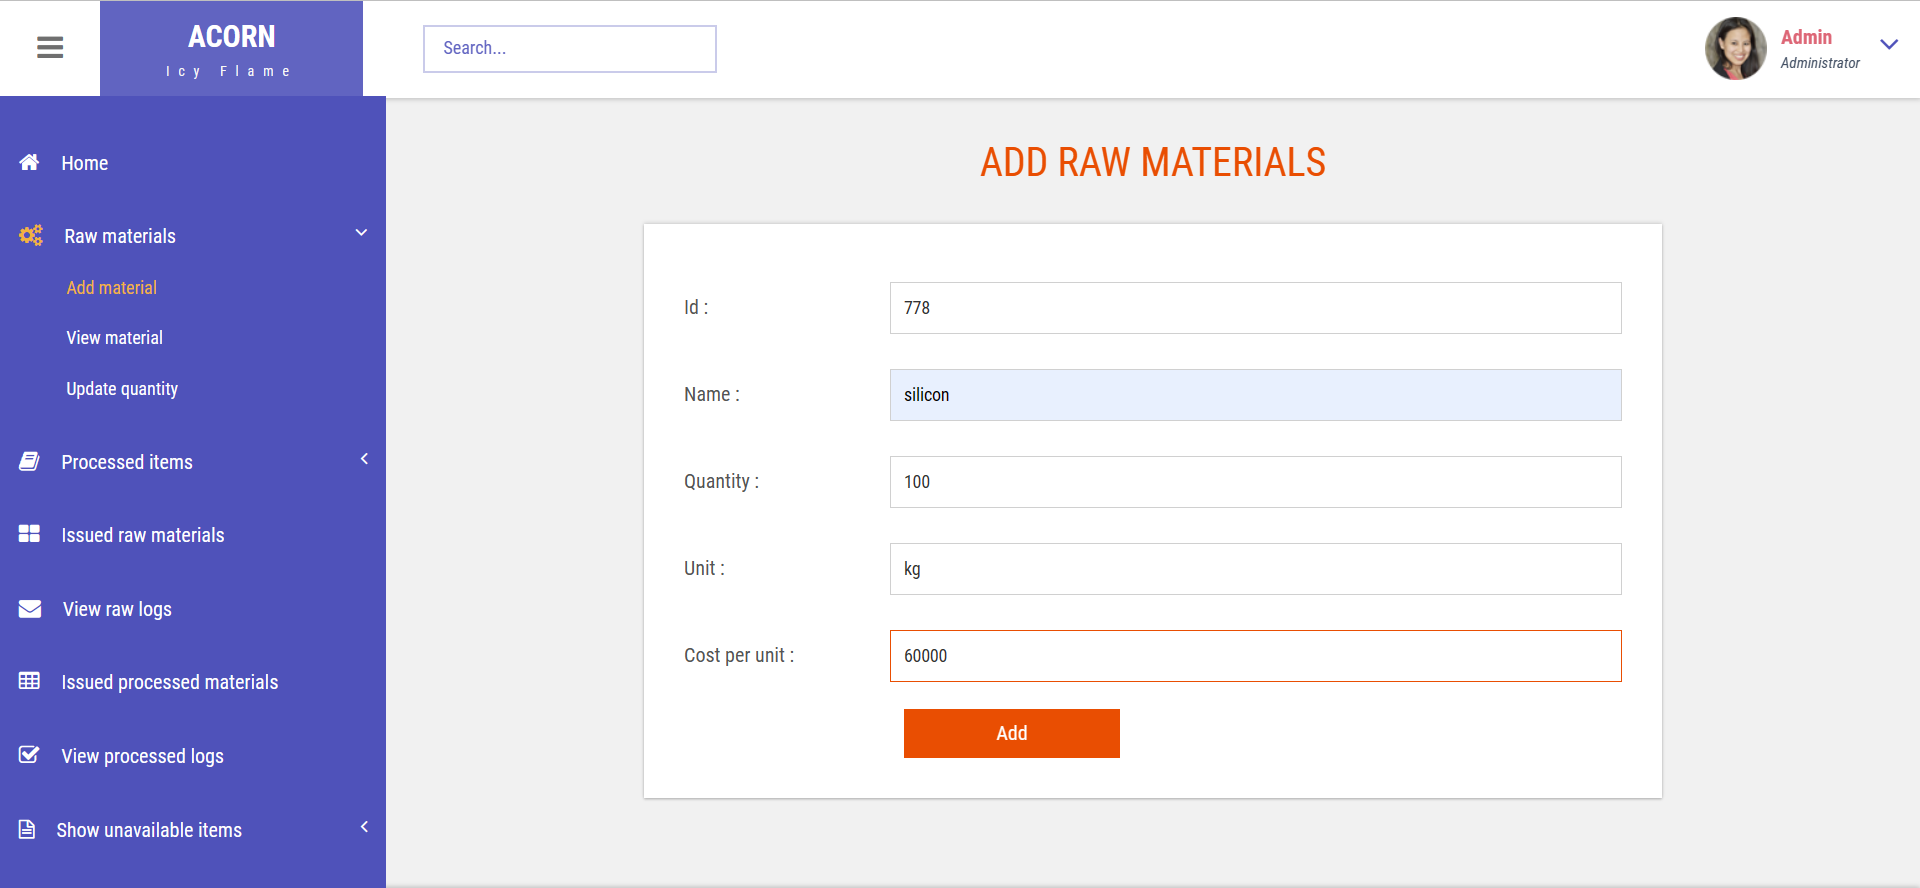 ACORN
Icy Flame
Search...
Admin
Administrator
Home
Raw materials
Add material
View material
Update quantity
Processed items
Issued raw materials
View raw logs
Issued processed materials
View processed logs
Show unavailable items
ADD RAW MATERIALS
Id : 778
Name : silicon
Quantity : 100
Unit : kg
Cost per unit : 60000
Add